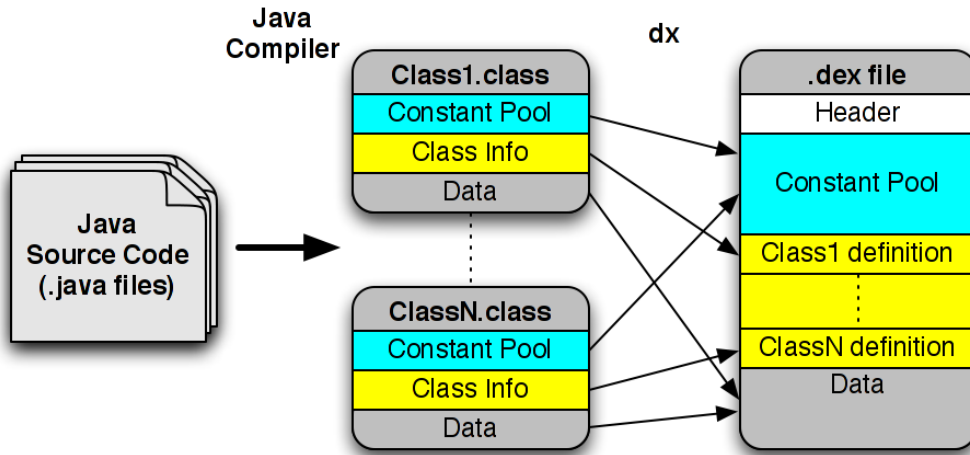 Java
Compiler
dx
Java
Source Code
(.java files)
Class1.class
Constant Pool
Class Info
Data
ClassN.class
Constant Pool
Class Info
Data
.dex file
Header
Constant Pool
Class1 definition
ClassN definition
Data